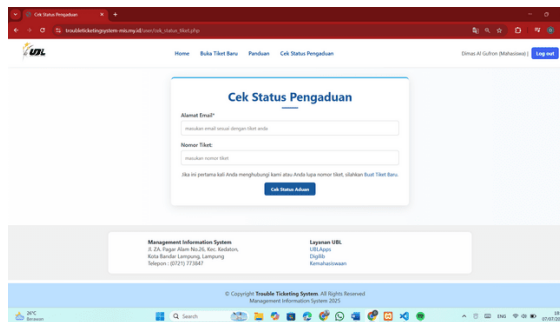 Cek Status Pengaduan
troubleticketingsystem-mis.my.id/user/cek_status_tiket.php
UBL
Home Buka Tiket Baru Panduan Cek Status Pengaduan
Dimas Al Gufron (Mahasiswa) | Log out
Cek Status Pengaduan
Alamat Email*
masukan email sesuai dengan tiket anda
Nomor Tiket:
masukan nomor tiket
Jika ini pertama kali Anda menghubungi kami atau Anda lupa nomor tiket, silahkan Buat Tiket Baru.
Cek Status Aduan
Management Information System
Jl. ZA. Pagar Alam No.26, Kec. Kedaton,
Kota Bandar Lampung, Lampung
Telepon : (0721) 773847
Layanan UBL
UBLApps
Digilib
Kemahasiswaan
© Copyright Trouble Ticketing System. All Rights Reserved
Management Information System 2025
26°C
Berawan
Search
ENG